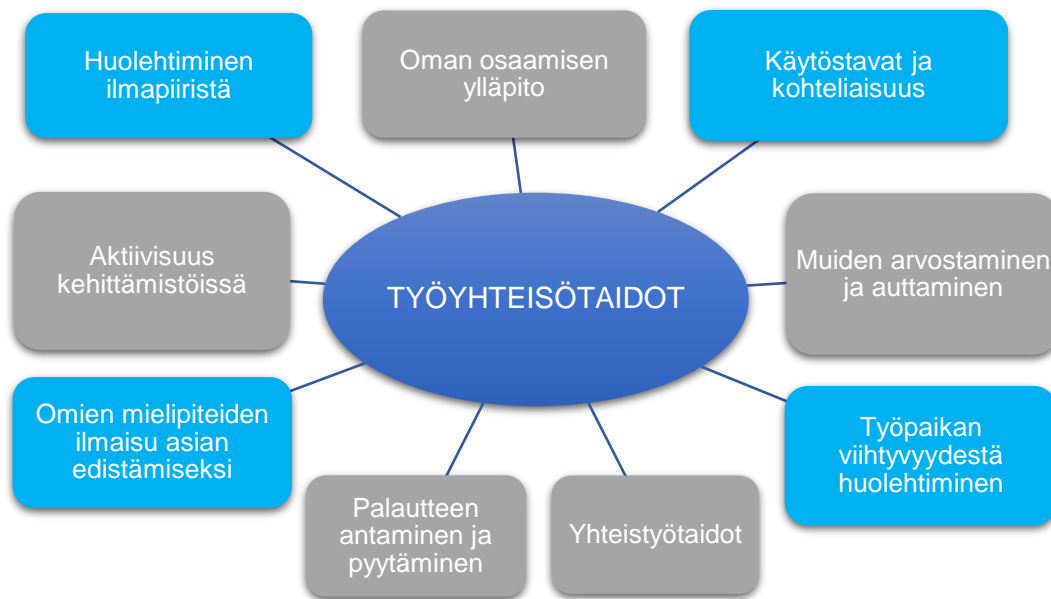 Huolehtiminen
ilmapiiristä
Oman osaamisen
ylläpito
Käytöstavat ja
kohteliaisuus
Aktiivisuus
kehittämistöissä
TYÖYHTEISÖTAIDOT
Muiden arvostaminen
ja auttaminen
Omien mielipiteiden
ilmaisu asian
edistämiseksi
Työpaikan
viihtyvyydestä
huolehtiminen
Palautteen
antaminen ja
pyytäminen
Yhteistyötaidot